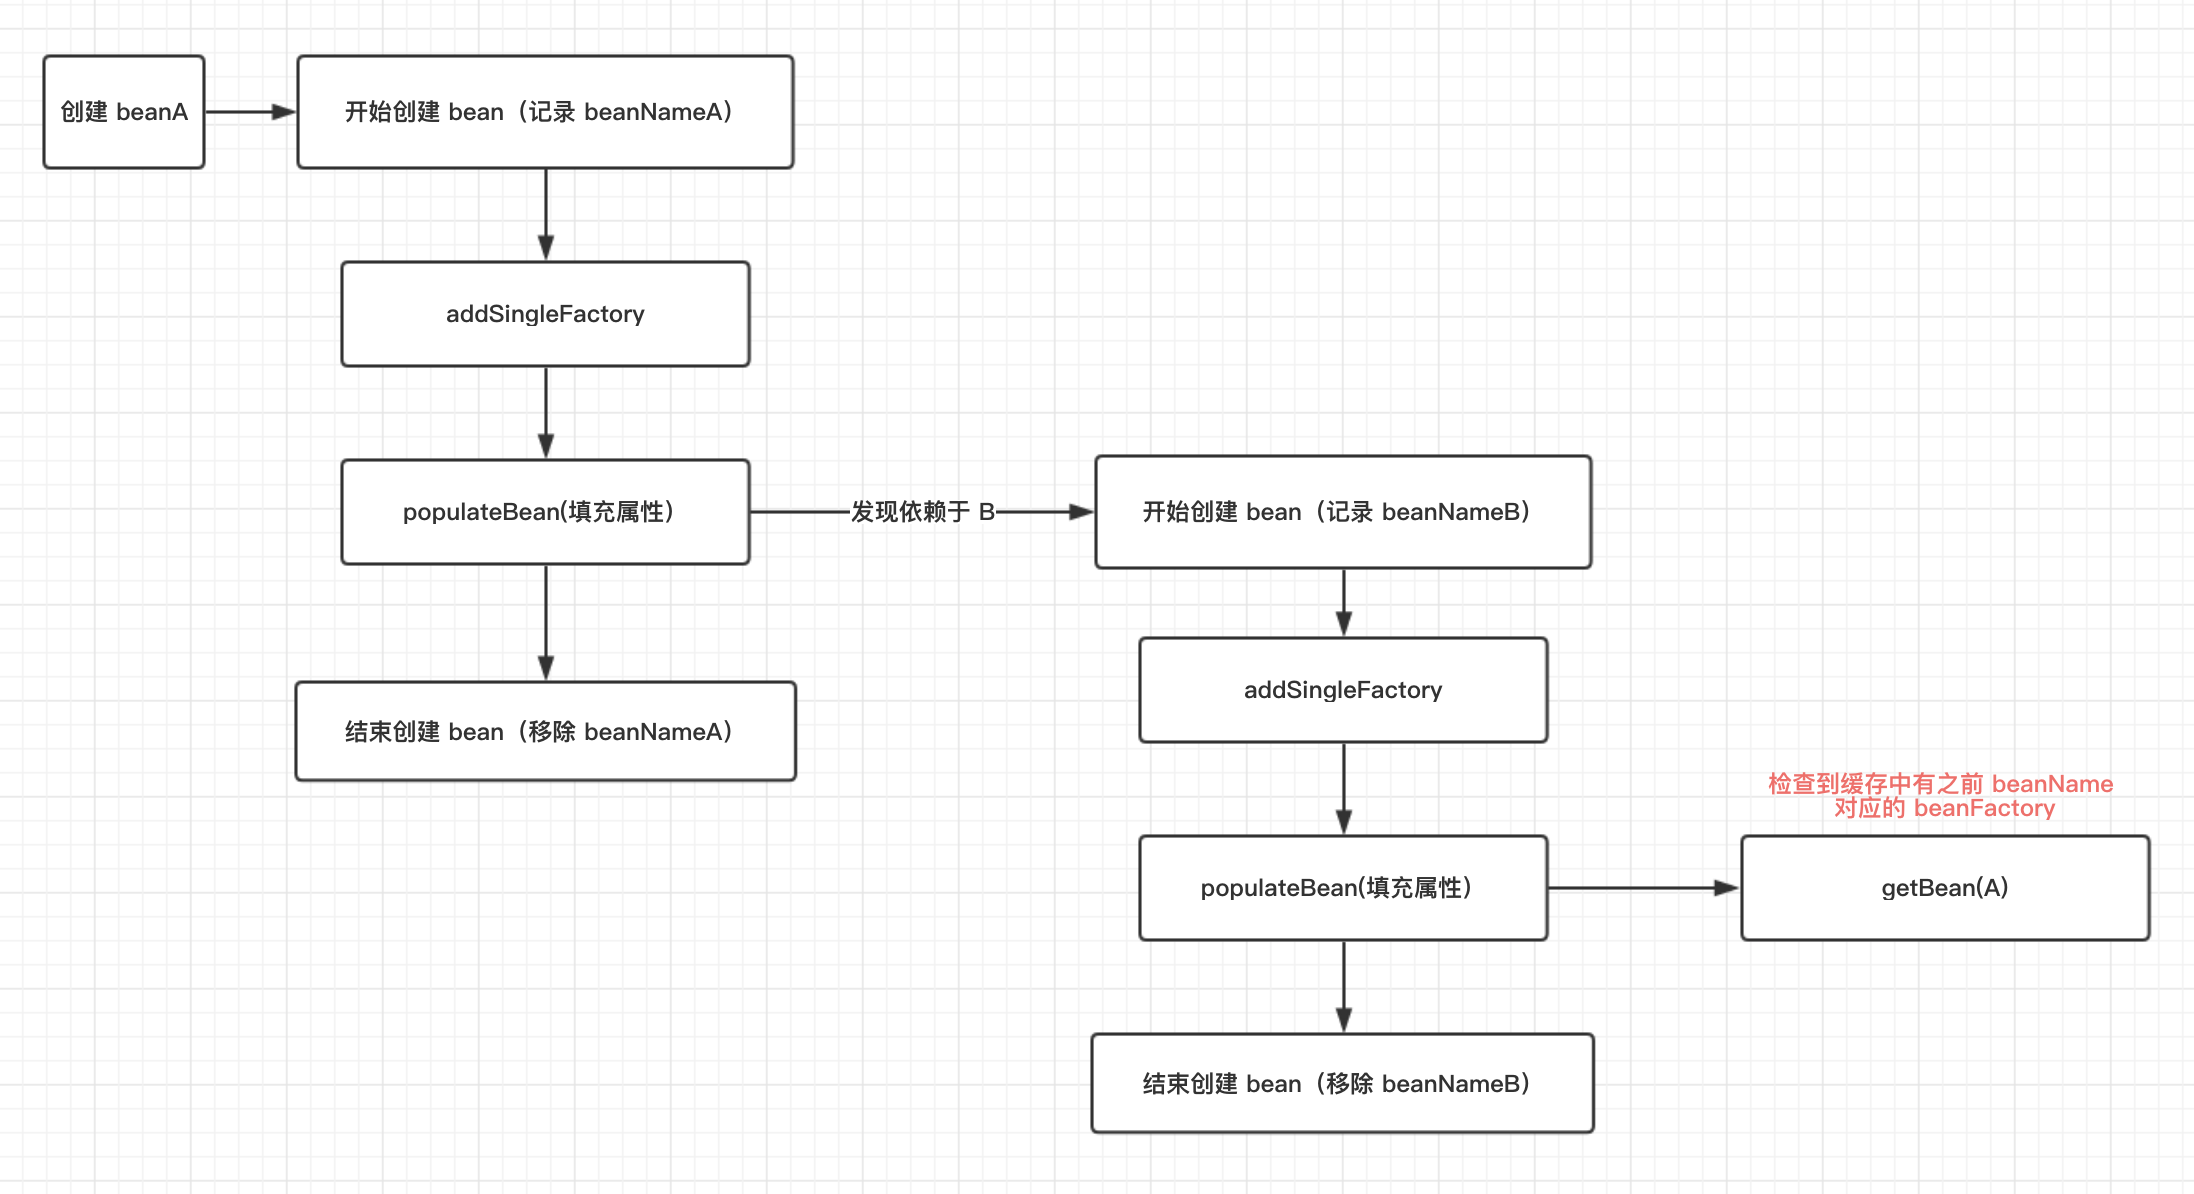 创建 beanA
开始创建 bean（记录 beanNameA）
addSingleFactory
populateBean(填充属性）
发现依赖于 B
结束创建 bean（移除 beanNameA）
开始创建 bean（记录 beanNameB）
addSingleFactory
populateBean(填充属性）
检查到缓存中有之前 beanName
对应的 beanFactory
getBean(A)
结束创建 bean（移除 beanNameB）